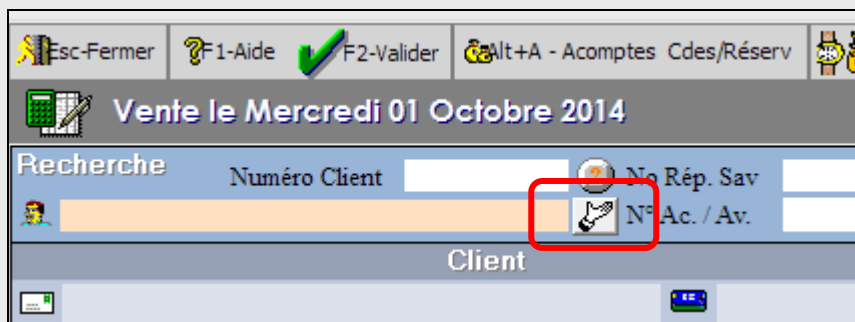 Esc-Fermer F1-Aide F2-Valider Alt+A - Acomptes Cdes/Réserv
Vente le Mercredi 01 Octobre 2014
Recherche Numéro Client ? No Rép. Sav
N° Ac. / Av.
Client